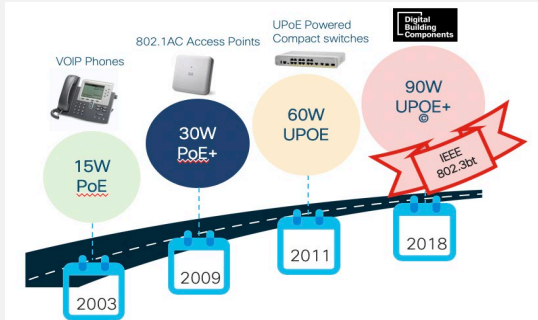 VOIP Phones
15W
PoE
2003
802.1AC Access Points
30W
PoE+
2009
UPoE Powered
Compact switches
60W
UPOE
2011
Digital
Building
Components
90W
UPOE+
©
IEEE
802.3bt
2018